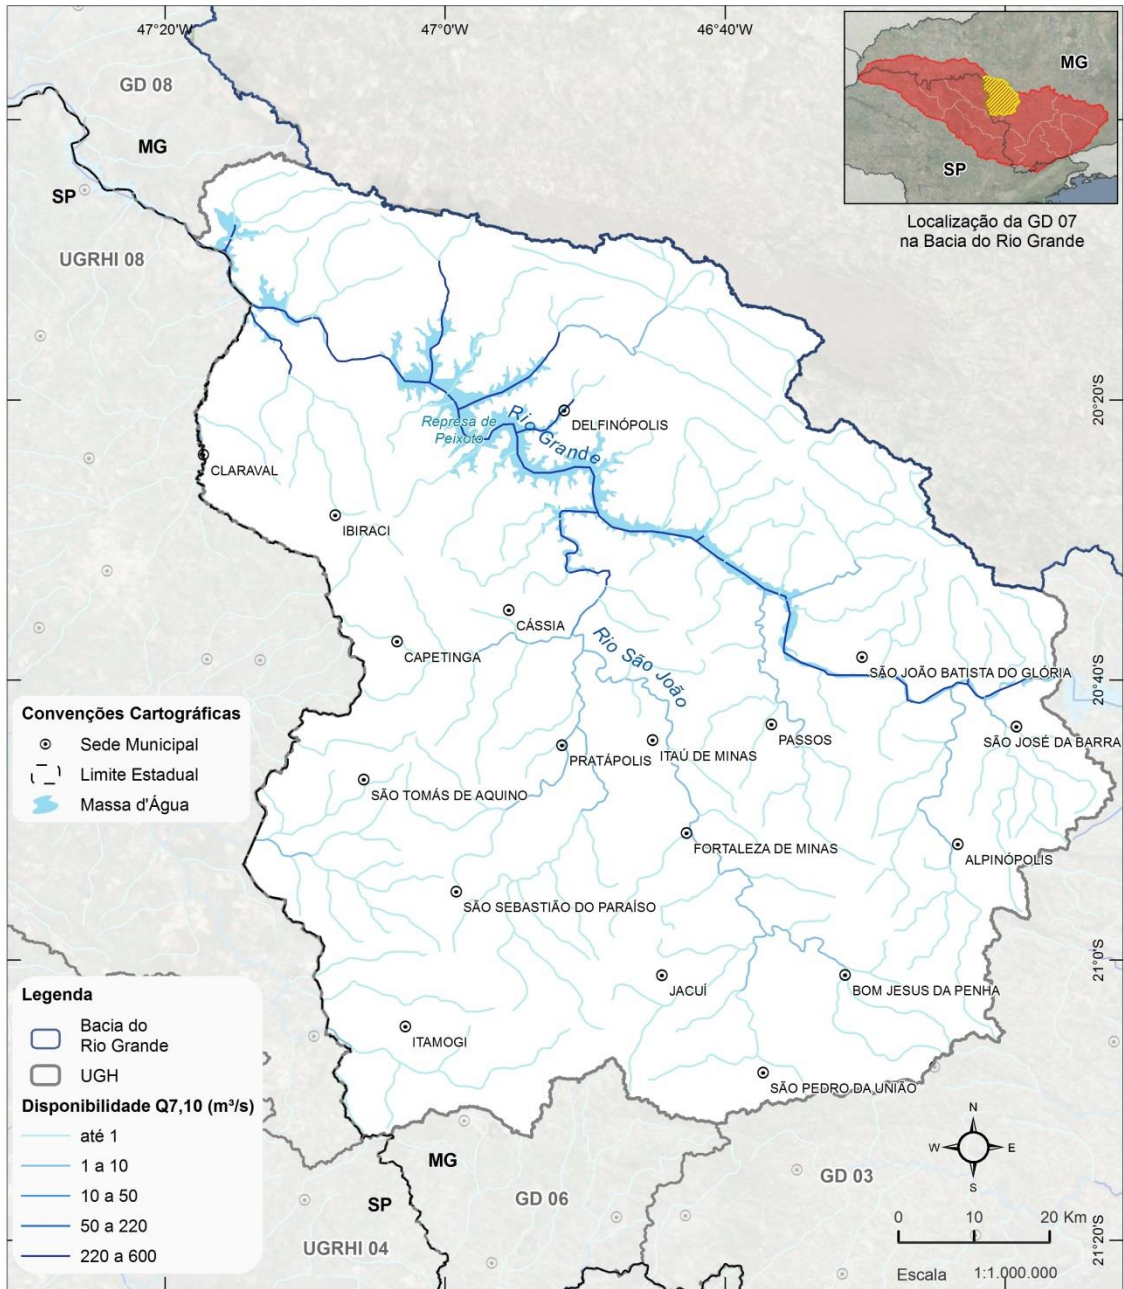 47°20'W
47°0'W
46°40'W
GD 08
MG
SP
UGRHI 08
MG
SP
Localização da GD 07
na Bacia do Rio Grande
20°20'S
Represa de
Peixoto
Rio Grande
DELFINÓPOLIS
CLARAVAL
IBIRACI
CÁSSIA
CAPETINGA
Rio São João
SÃO JOÃO BATISTA DO GLÓRIA
20°40'S
PASSOS
SÃO JOSÉ DA BARRA
PRATÁPOLIS
ITAÚ DE MINAS
SÃO TOMÁS DE AQUINO
FORTALEZA DE MINAS
ALPINÓPOLIS
SÃO SEBASTIÃO DO PARAÍSO
21°0'S
JACUÍ
BOM JESUS DA PENHA
ITAMOGI
SÃO PEDRO DA UNIÃO
MG
SP
GD 06
GD 03
UGRHI 04
21°20'S
Convenções Cartográficas
Sede Municipal
Limite Estadual
Massa d'Água
Legenda
Bacia do
Rio Grande
UGH
Disponibilidade Q7,10 (m³/s)
até 1
1 a 10
10 a 50
50 a 220
220 a 600
N
W
E
S
0 10 20 Km
Escala 1:1.000.000